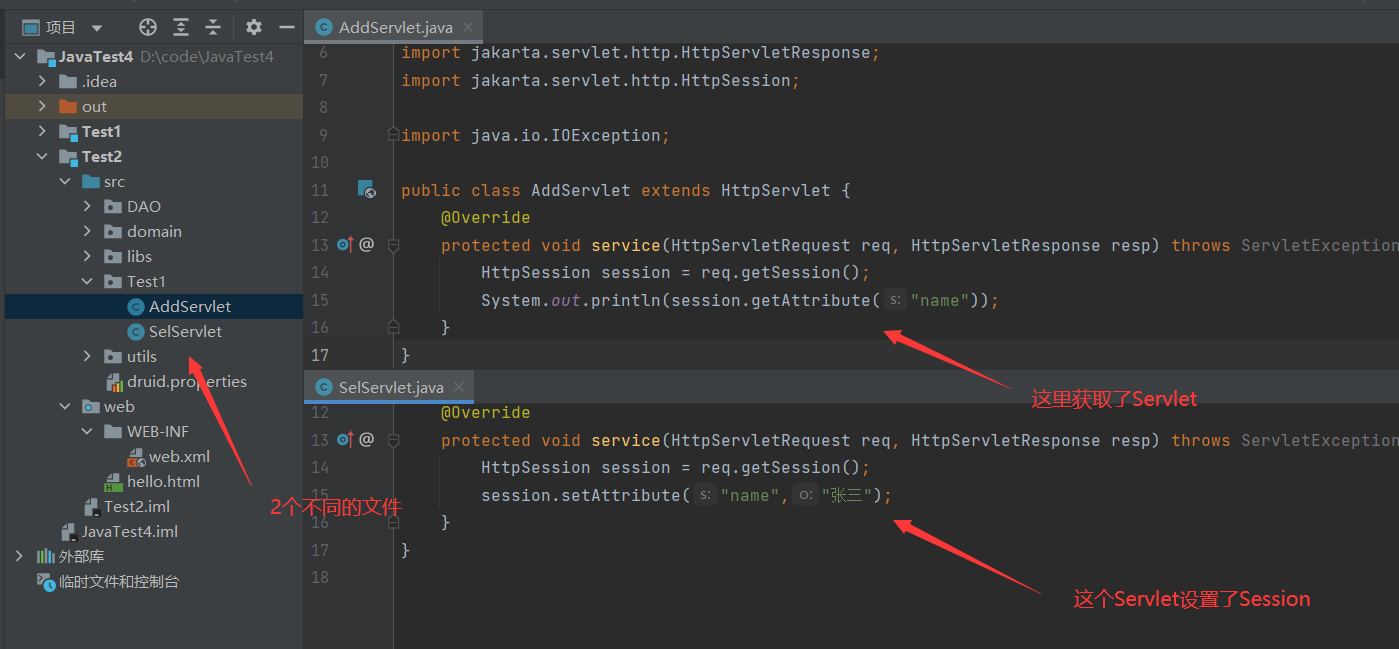 项目
JavaTest4 D:\code\JavaTest4
.idea
out
Test1
Test2
src
DAO
domain
libs
Test1
AddServlet
SelServlet
utils
druid.properties
web
WEB-INF
web.xml
hello.html
Test2.iml
JavaTest4.iml
外部库
临时文件和控制台
2个不同的文件
AddServlet.java
6 import jakarta.servlet.http.HttpServletResponse;
7 import jakarta.servlet.http.HttpSession;
8
9 import java.io.IOException;
10
11 public class AddServlet extends HttpServlet {
12 @Override
13 @ protected void service(HttpServletRequest req, HttpServletResponse resp) throws ServletException
14 HttpSession session = req.getSession();
15 System.out.println(session.getAttribute( s: "name"));
16 }
17 }
这里获取了Servlet
SelServlet.java
12 @Override
13 @ protected void service(HttpServletRequest req, HttpServletResponse resp) throws ServletException
14 HttpSession session = req.getSession();
15 session.setAttribute( s: "name", o: "张三");
16 }
17 }
18
这个Servlet设置了Session